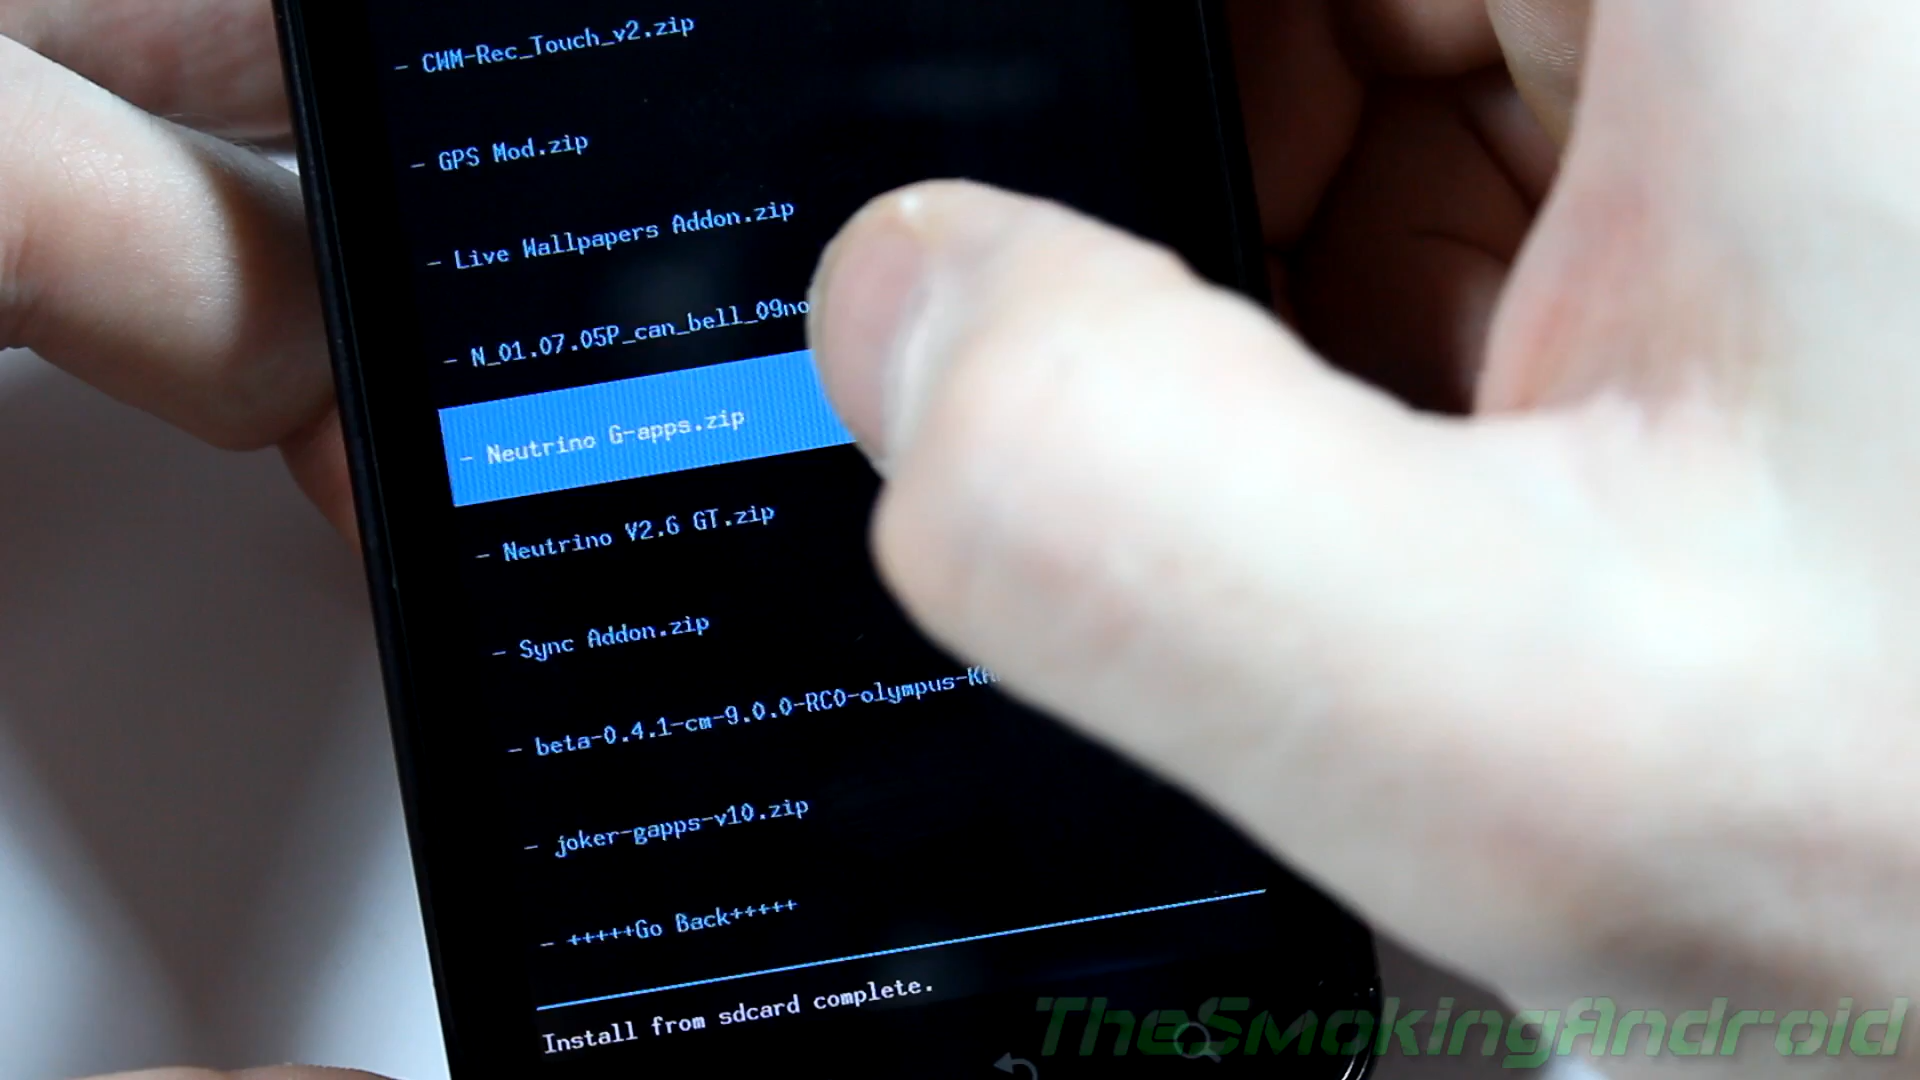 - CWM-Rec_Touch_v2.zip
- GPS Mod.zip
- Live Wallpapers Addon.zip
- N_01.07.05P_can_bell_09no
- Neutrino G-apps.zip
- Neutrino V2.6 GT.zip
- Sync Addon.zip
- beta-0.4.1-cm-9.0.0-RC0-olympus-KA
- joker-gapps-v10.zip
- +++++Go Back+++++
Install from sdcard complete.
TheSmokingAndroid